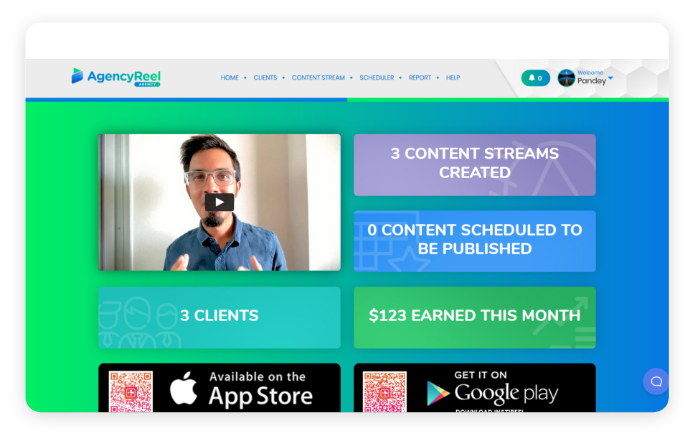 AgencyReel
AGENCY
HOME • CLIENTS • CONTENT STREAM • SCHEDULER • REPORT • HELP
0
Welcome
Pandey
3 CONTENT STREAMS
CREATED
0 CONTENT SCHEDULED TO
BE PUBLISHED
3 CLIENTS
$123 EARNED THIS MONTH
Available on the
App Store
GET IT ON
Google play
DOWNLOAD INSTREEL